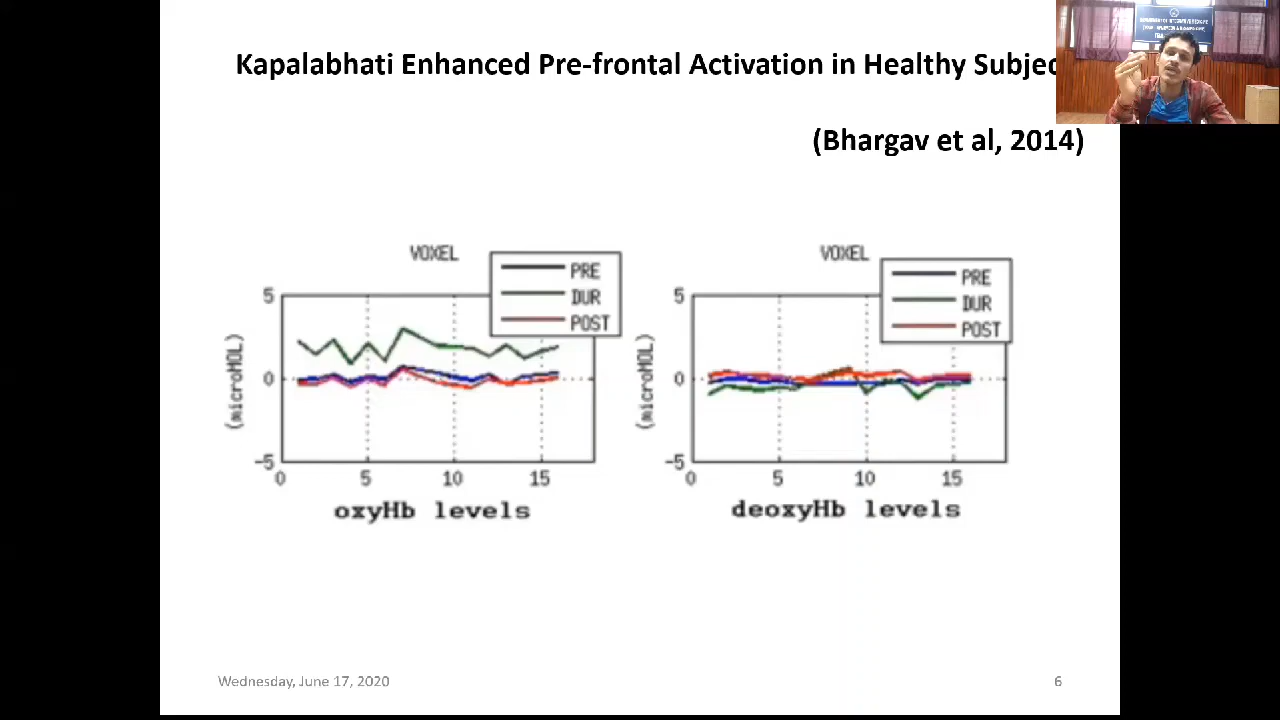 Kapalabhati Enhanced Pre-frontal Activation in Healthy Subjec
(Bhargav et al, 2014)
VOXEL
PRE
DUR
POST
5
0
-5
(microMOL)
0 5 10 15
oxyHb levels
VOXEL
PRE
DUR
POST
5
0
-5
(microMOL)
0 5 10 15
deoxyHb levels
Wednesday, June 17, 2020
6